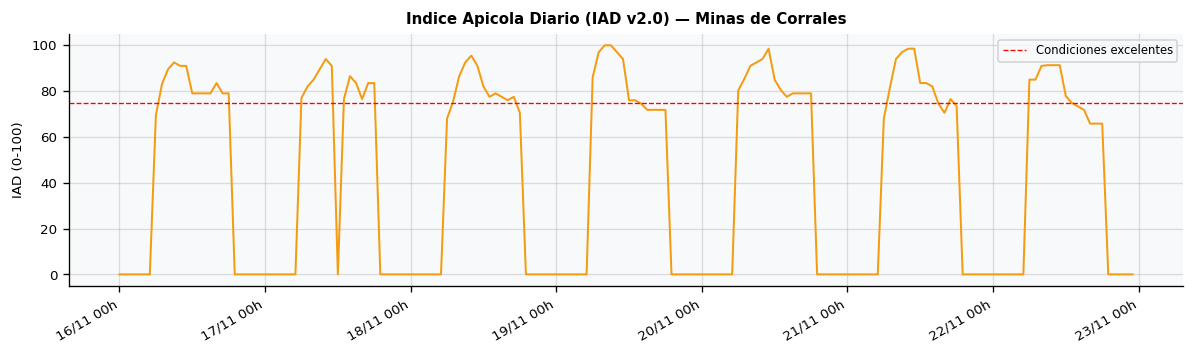 Indice Apicola Diario (IAD v2.0) — Minas de Corrales
Condiciones excelentes
IAD (0-100)
100
80
60
40
20
0
16/11 00h
17/11 00h
18/11 00h
19/11 00h
20/11 00h
21/11 00h
22/11 00h
23/11 00h